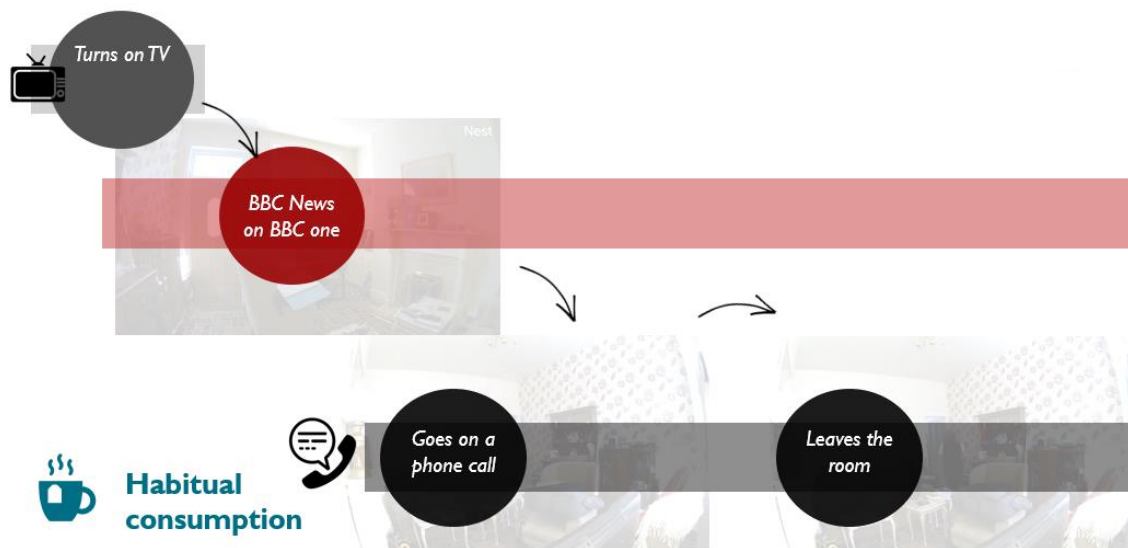 Turns on TV
Nest
BBC News
on BBC one
Goes on a
phone call
Leaves the
room
Habitual
consumption